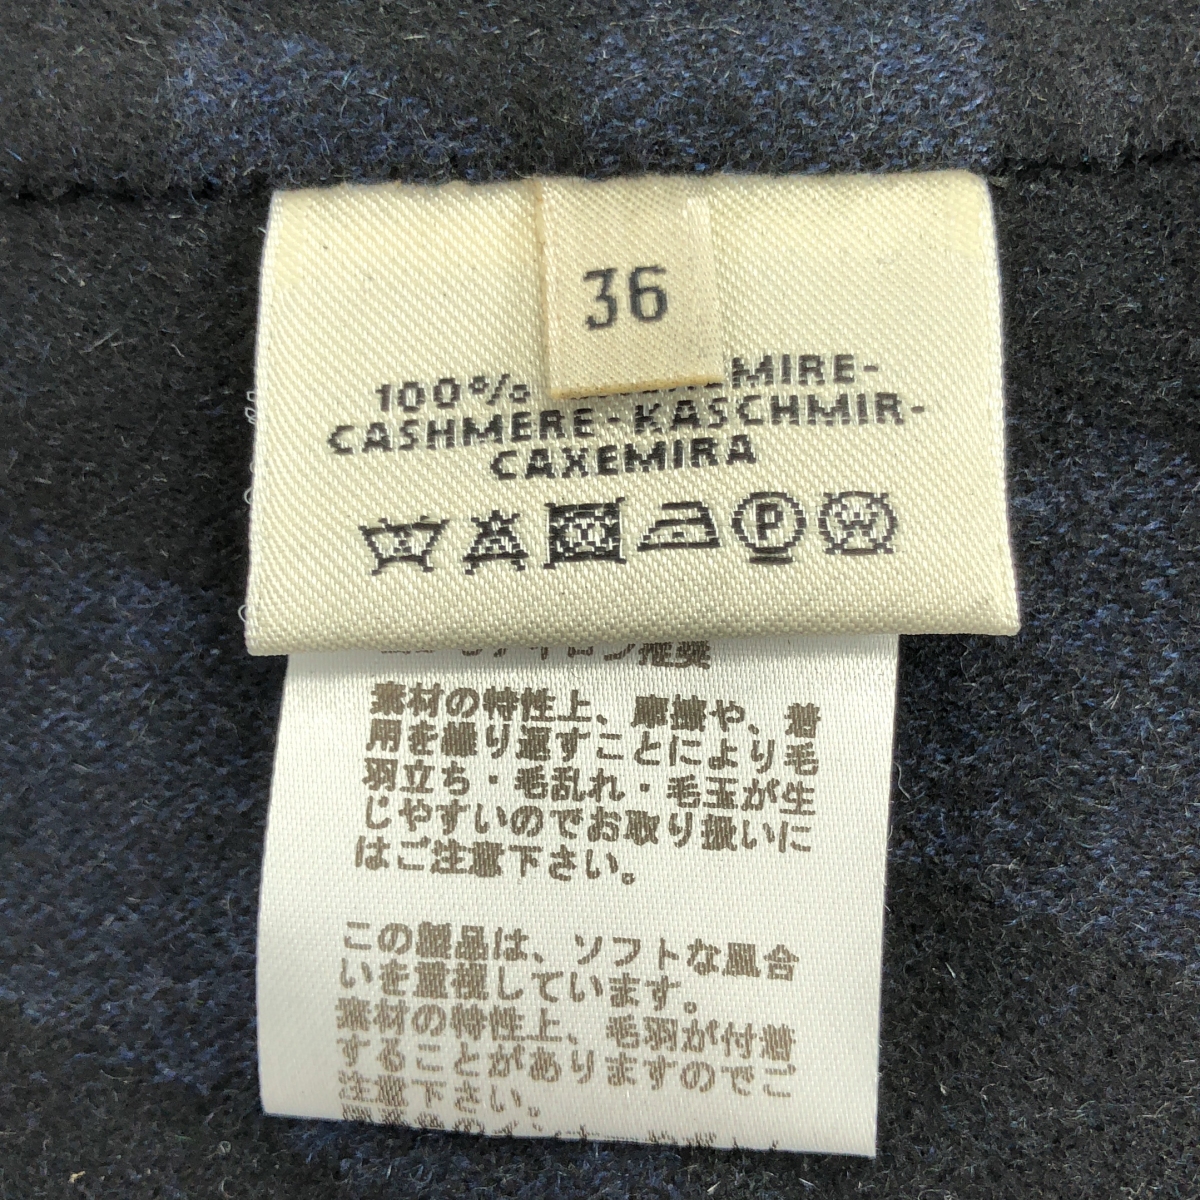 36
100% MIRE-
CASHMERE-KASCHMIR-
CAXEMIRA
P
W
推奨
素材の特性上、摩擦や、着
用を繰り返すことにより毛
羽立ち・毛乱れ・毛玉が生
じやすいのでお取り扱いに
はご注意下さい。
この製品は、ソフトな風合
いを重視しています。
素材の特性上、毛羽が付着
することがありますのでご
注意下さい。